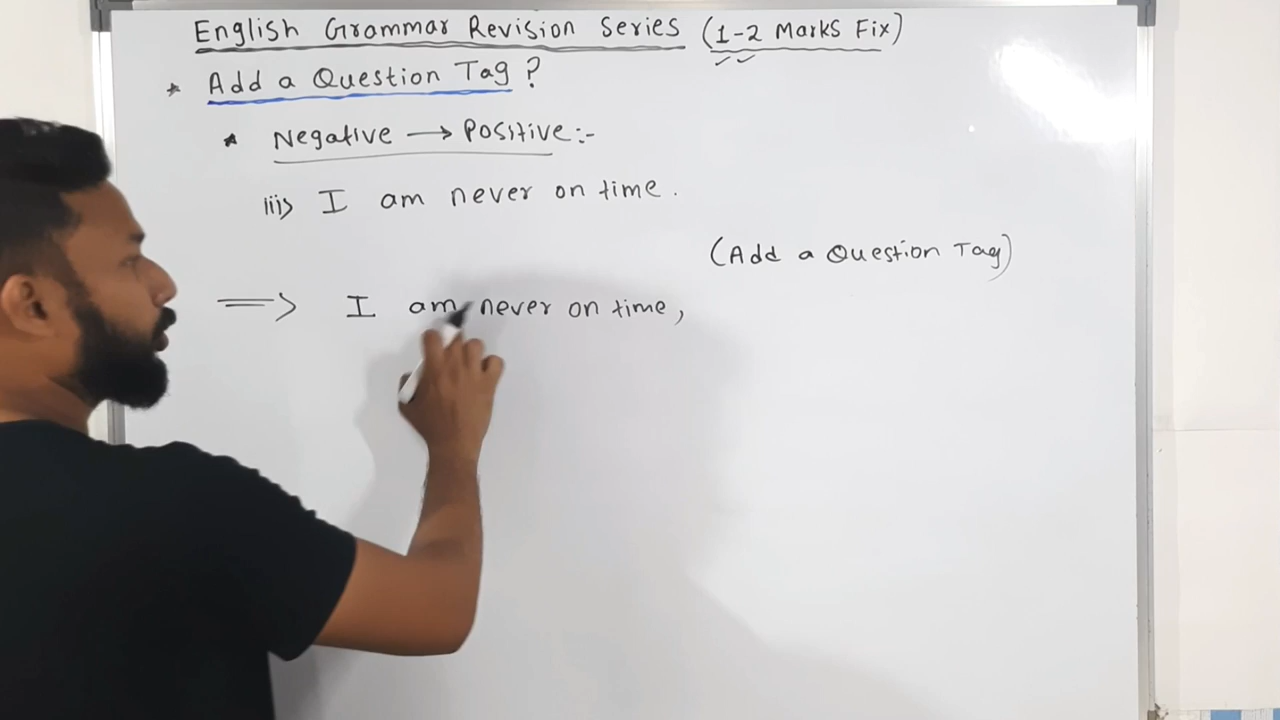 English Grammar Revision Series (1-2 Marks Fix)
* Add a Question Tag?
* Negative → Positive:-
iii> I am never on time.
(Add a Question Tag)
⇒ I am never on time,